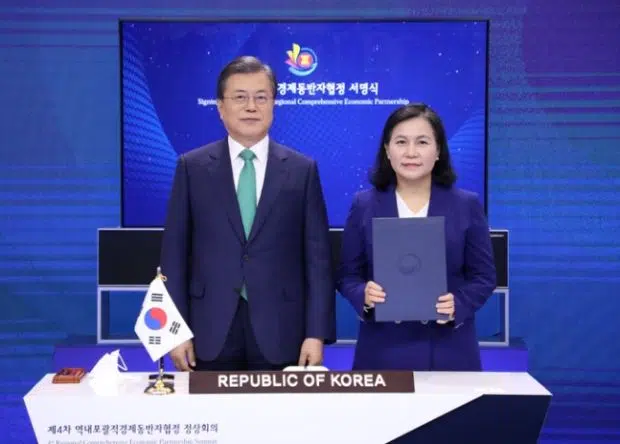 경제동반자협정 서명식
Regional Comprehensive Economic Partnership
REPUBLIC OF KOREA
제4차 역내포괄적경제동반자협정 정상회의
Regional Comprehensive Economic Partnership Summit